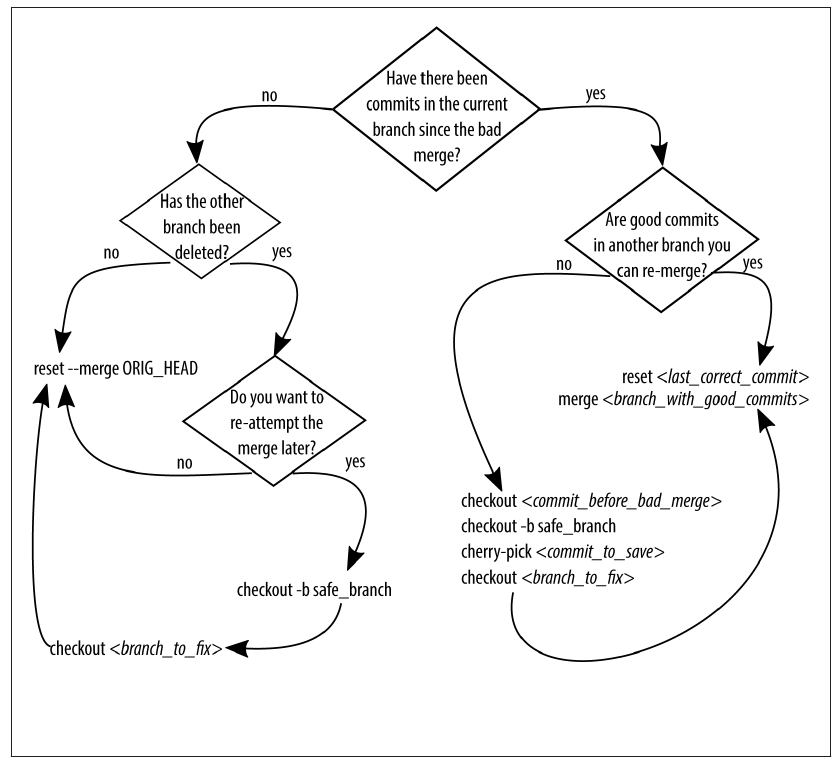 Have there been
commits in the current
branch since the bad
merge?
no
yes
Has the other
branch been
deleted?
no
yes
Are good commits
in another branch you
can re-merge?
no
yes
reset --merge ORIG_HEAD
reset <last_correct_commit>
merge <branch_with_good_commits>
Do you want to
re-attempt the
merge later?
no
yes
checkout <commit_before_bad_merge>
checkout -b safe_branch
cherry-pick <commit_to_save>
checkout <branch_to_fix>
checkout -b safe_branch
checkout <branch_to_fix>